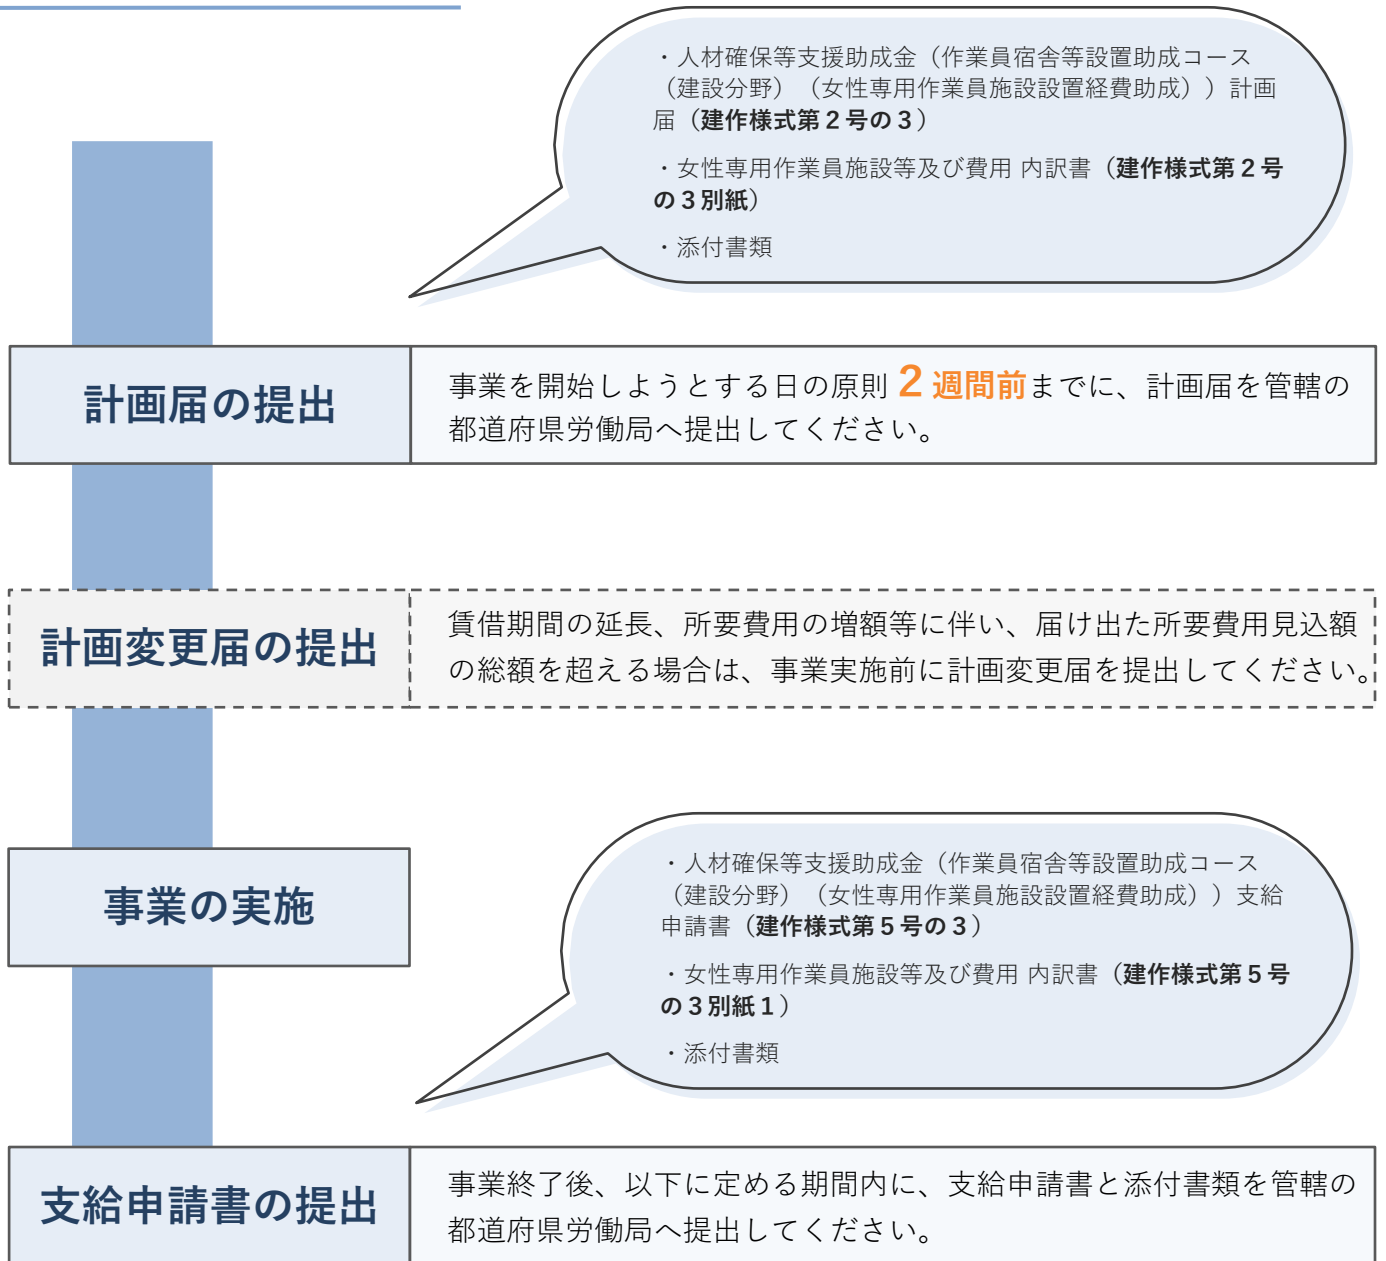 ・人材確保等支援助成金（作業員宿舎等設置助成コース
（建設分野）（女性専用作業員施設設置経費助成））計画
届（建作様式第２号の３）
・女性専用作業員施設等及び費用 内訳書（建作様式第２号
の３別紙）
・添付書類
計画届の提出
事業を開始しようとする日の原則 2 週間前までに、計画届を管轄の
都道府県労働局へ提出してください。
計画変更届の提出
賃借期間の延長、所要費用の増額等に伴い、届け出た所要費用見込額
の総額を超える場合は、事業実施前に計画変更届を提出してください。
事業の実施
・人材確保等支援助成金（作業員宿舎等設置助成コース
（建設分野）（女性専用作業員施設設置経費助成））支給
申請書（建作様式第５号の３）
・女性専用作業員施設等及び費用 内訳書（建作様式第５号
の３別紙１）
・添付書類
支給申請書の提出
事業終了後、以下に定める期間内に、支給申請書と添付書類を管轄の
都道府県労働局へ提出してください。